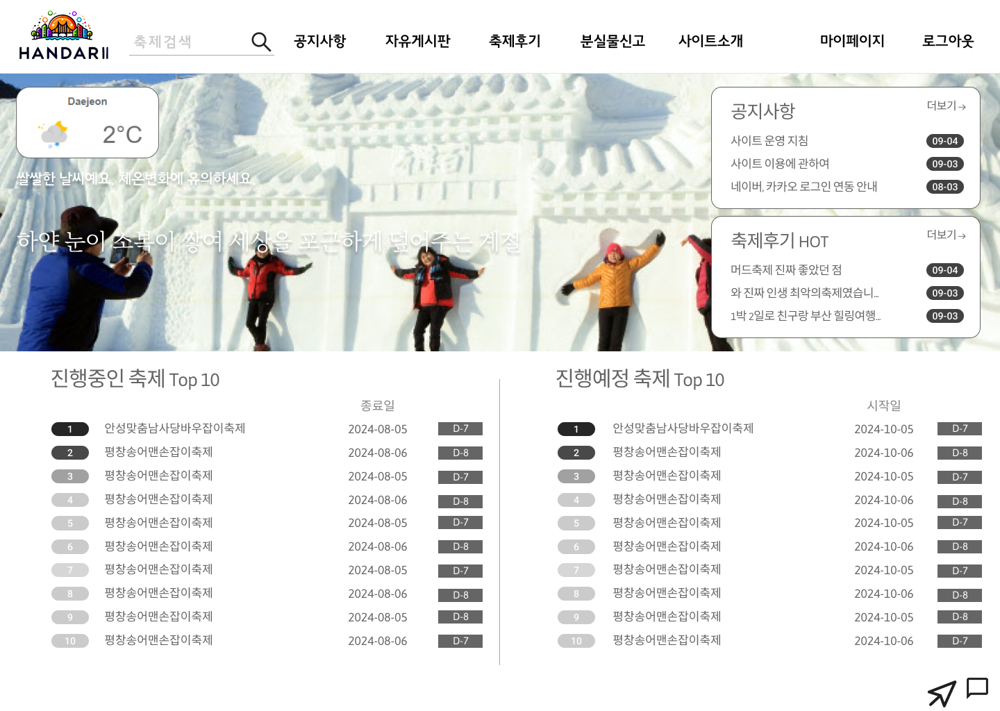 HANDARII
축제검색
공지사항 자유게시판 축제후기 분실물신고 사이트소개 마이페이지 로그아웃
Daejeon
2°C
쌀쌀한 날씨예요. 체온변화에 유의하세요.
하얀 눈이 소복이 쌓여 세상을 포근하게 덮어주는 계절
공지사항 더보기→
사이트 운영 지침 09-04
사이트 이용에 관하여 09-03
네이버, 카카오 로그인 연동 안내 08-03
축제후기 HOT 더보기→
머드축제 진짜 좋았던 점 09-04
와 진짜 인생 최악의축제였습니... 09-03
1박 2일로 친구랑 부산 힐링여행... 09-03
진행중인 축제 Top 10
종료일
1 안성맞춤남사당바우잡이축제 2024-08-05 D-7
2 평창송어맨손잡이축제 2024-08-06 D-8
3 평창송어맨손잡이축제 2024-08-05 D-7
4 평창송어맨손잡이축제 2024-08-06 D-8
5 평창송어맨손잡이축제 2024-08-05 D-7
6 평창송어맨손잡이축제 2024-08-06 D-8
7 평창송어맨손잡이축제 2024-08-05 D-7
8 평창송어맨손잡이축제 2024-08-06 D-8
9 평창송어맨손잡이축제 2024-08-05 D-8
10 평창송어맨손잡이축제 2024-08-06 D-7
진행예정 축제 Top 10
시작일
1 안성맞춤남사당바우잡이축제 2024-10-05 D-7
2 평창송어맨손잡이축제 2024-10-06 D-8
3 평창송어맨손잡이축제 2024-10-05 D-7
4 평창송어맨손잡이축제 2024-10-06 D-8
5 평창송어맨손잡이축제 2024-10-05 D-7
6 평창송어맨손잡이축제 2024-10-06 D-8
7 평창송어맨손잡이축제 2024-10-05 D-7
8 평창송어맨손잡이축제 2024-10-06 D-8
9 평창송어맨손잡이축제 2024-10-05 D-8
10 평창송어맨손잡이축제 2024-10-06 D-7